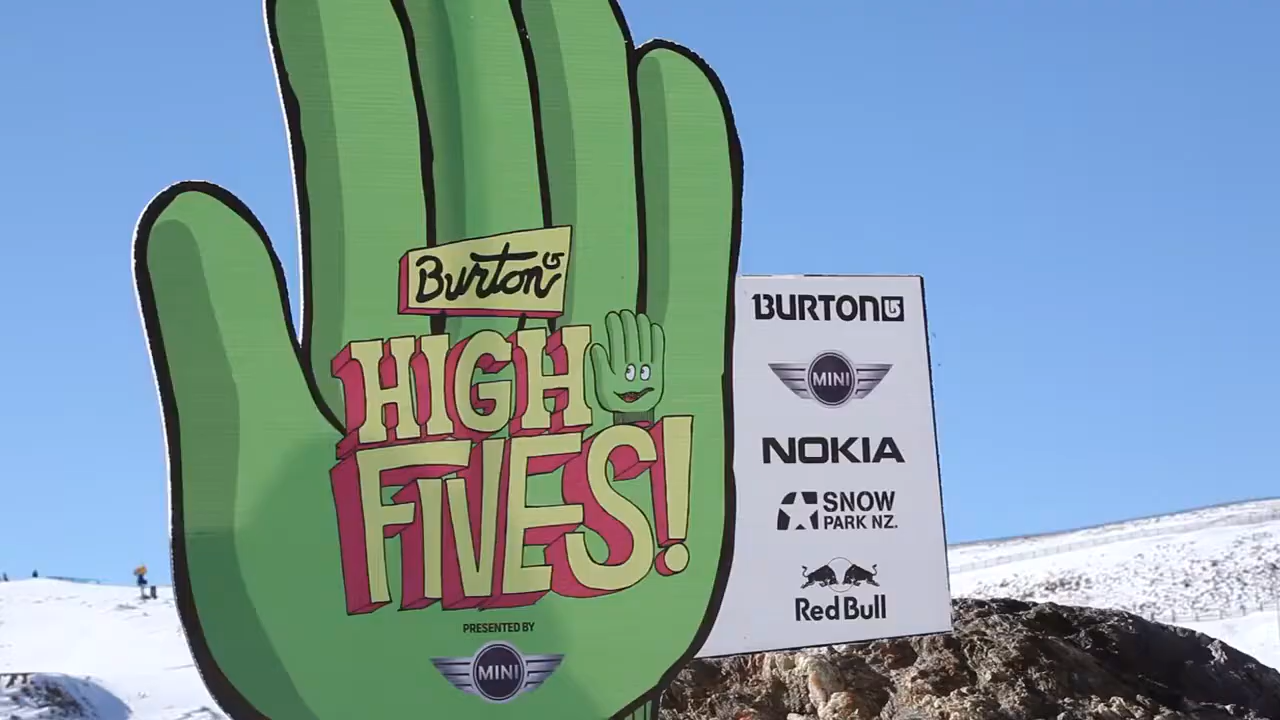 Burton
HIGH
FIVES!
PRESENTED BY
MINI
BURTON
MINI
NOKIA
SNOW
PARK NZ.
Red Bull